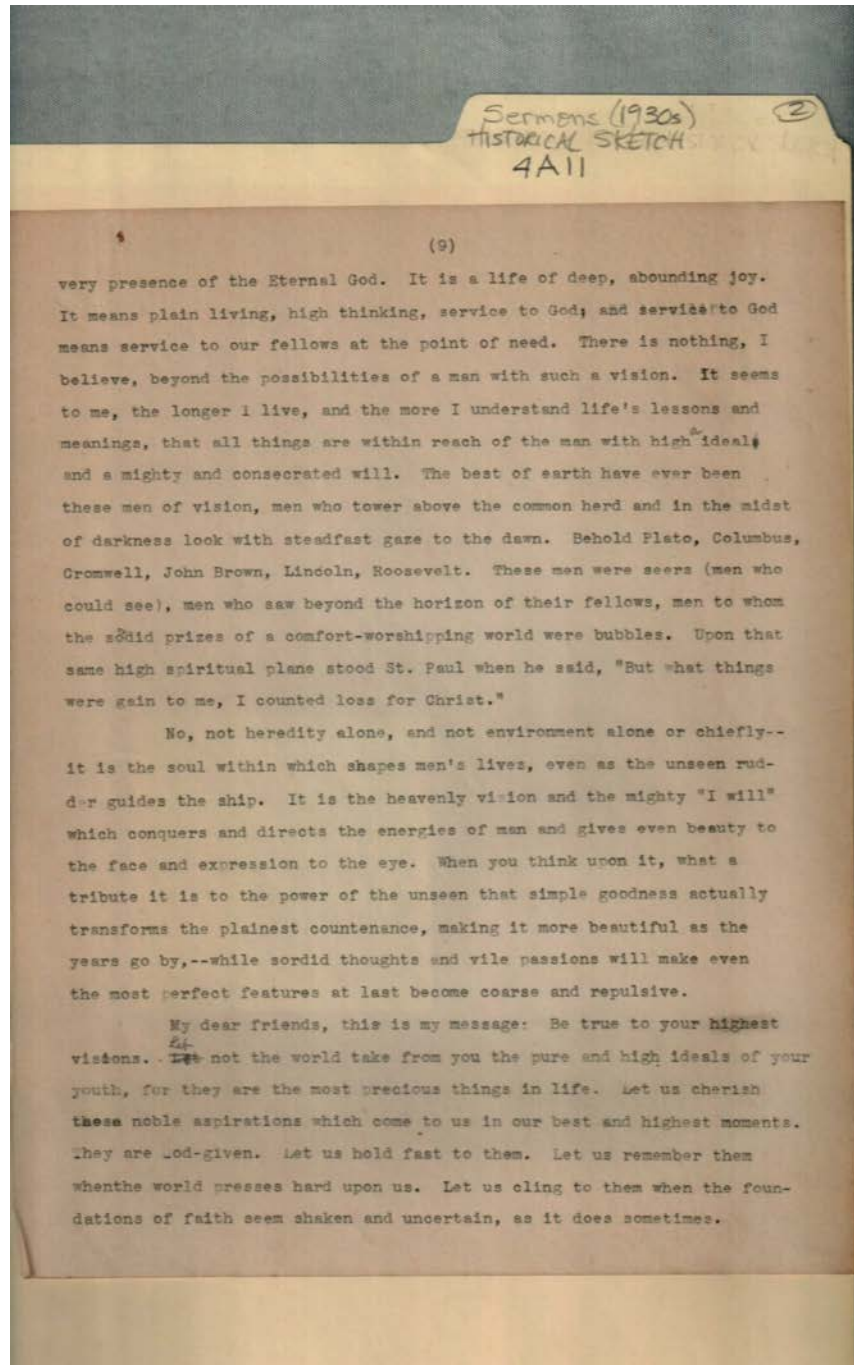 Sermons (1930s) ②
HISTORICAL SKETCH
4A11
(9)
very presence of the Eternal God. It is a life of deep, abounding joy.
It means plain living, high thinking, service to God; and service to God
means service to our fellows at the point of need. There is nothing, I
believe, beyond the possibilities of a man with such a vision. It seems
to me, the longer I live, and the more I understand life's lessons and
meanings, that all things are within reach of the man with high ideal
and a mighty and consecrated will. The best of earth have ever been
these men of vision, men who tower above the common herd and in the midst
of darkness look with steadfast gaze to the dawn. Behold Plato, Columbus,
Cromwell, John Brown, Lincoln, Roosevelt. These men were seers (men who
could see), men who saw beyond the horizon of their fellows, men to whom
the sodid prizes of a comfort-worshipping world were bubbles. Upon that
same high spiritual plane stood St. Paul when he said, "But what things
were gain to me, I counted loss for Christ."
No, not heredity alone, and not environment alone or chiefly--
it is the soul within which shapes men's lives, even as the unseen rud-
der guides the ship. It is the heavenly vision and the mighty "I will"
which conquers and directs the energies of man and gives even beauty to
the face and expression to the eye. When you think upon it, what a
tribute it is to the power of the unseen that simple goodness actually
transforms the plainest countenance, making it more beautiful as the
years go by,--while sordid thoughts and vile passions will make even
the most perfect features at last become coarse and repulsive.
My dear friends, this is my message: Be true to your highest
visions. Let not the world take from you the pure and high ideals of your
youth, for they are the most precious things in life. Let us cherish
these noble aspirations which come to us in our best and highest moments.
They are God-given. Let us hold fast to them. Let us remember them
whenthe world presses hard upon us. Let us cling to them when the foun-
dations of faith seem shaken and uncertain, as it does sometimes.